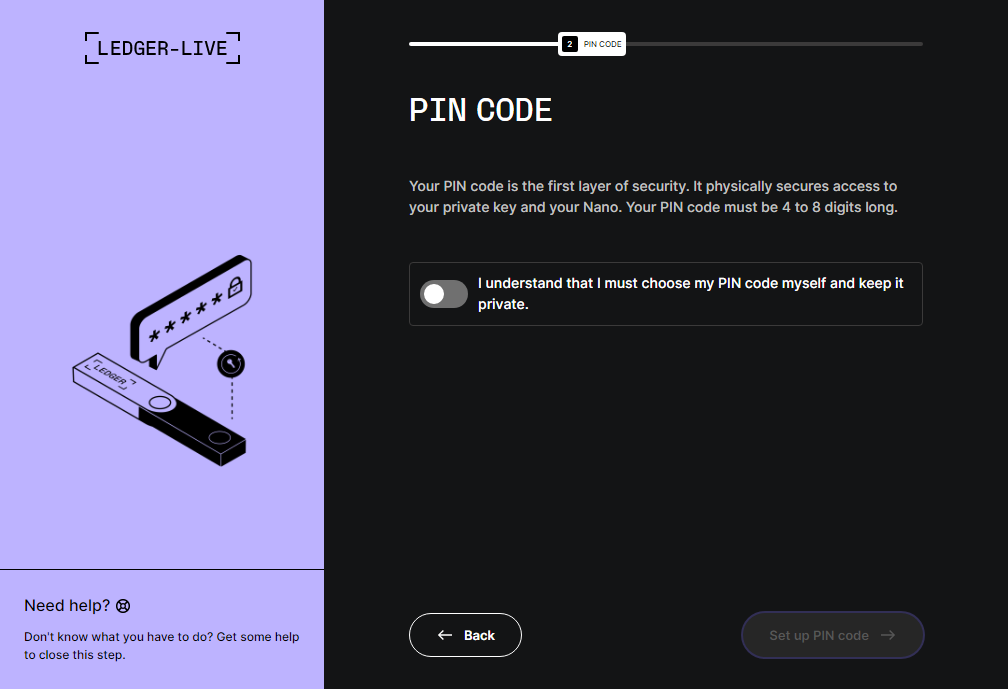 LEDGER-LIVE
2 PIN CODE
PIN CODE
Your PIN code is the first layer of security. It physically secures access to
your private key and your Nano. Your PIN code must be 4 to 8 digits long.
I understand that I must choose my PIN code myself and keep it
private.
*****
LEDGER
Need help?
Don't know what you have to do? Get some help
to close this step.
Back
Set up PIN code